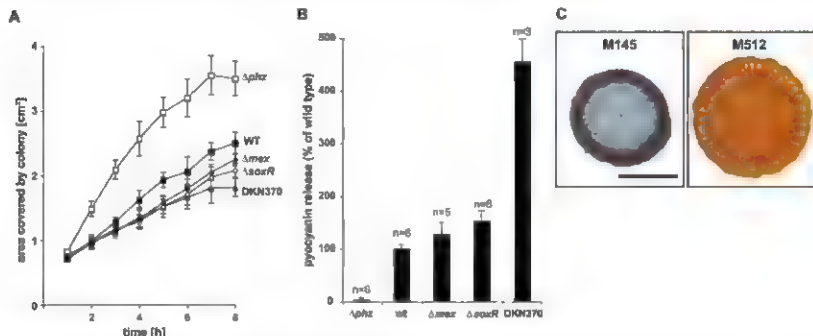 A
area covered by colony [cm²]
4
3
2
1
0
2
4
6
8
time [h]
Δphz
WT
Δmex
ΔsoxR
DKN370
B
pyocyanin release (% of wild type)
500
400
300
200
100
0
n=6
n=6
n=5
n=6
n=3
Δphz
wt
Δmex
ΔsoxR
DKN370
C
M145
M512